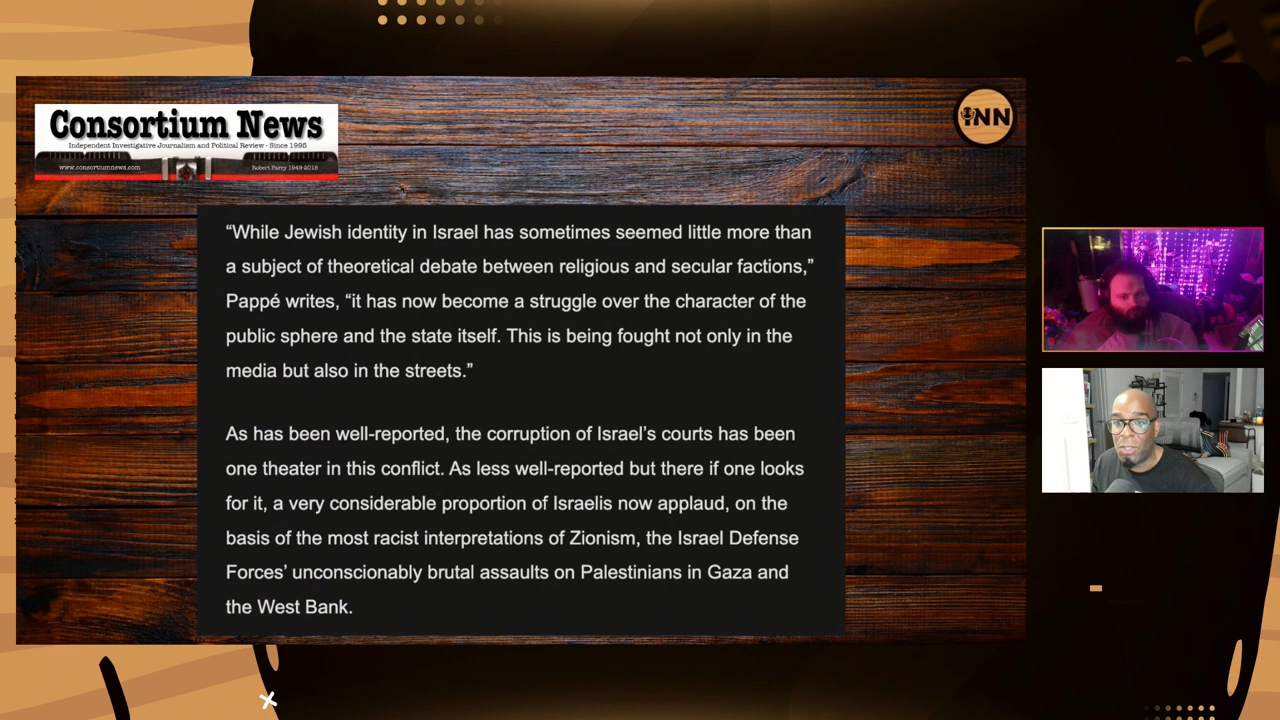 Consortium News
Independent Investigative Journalism and Political Review - Since 1995
www.consortiumnews.com
Robert Parry 1949-2018
iNN
“While Jewish identity in Israel has sometimes seemed little more than
a subject of theoretical debate between religious and secular factions,”
Pappé writes, “it has now become a struggle over the character of the
public sphere and the state itself. This is being fought not only in the
media but also in the streets.”
As has been well-reported, the corruption of Israel’s courts has been
one theater in this conflict. As less well-reported but there if one looks
for it, a very considerable proportion of Israelis now applaud, on the
basis of the most racist interpretations of Zionism, the Israel Defense
Forces’ unconscionably brutal assaults on Palestinians in Gaza and
the West Bank.